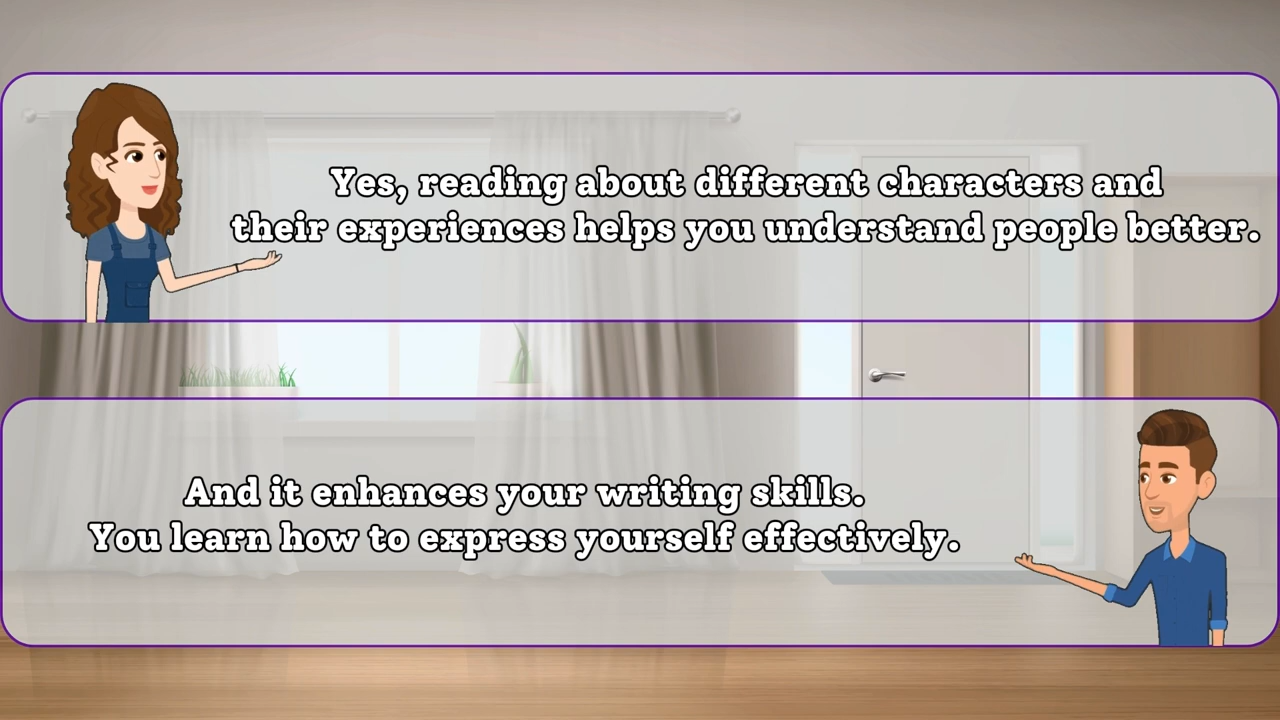 Yes, reading about different characters and
their experiences helps you understand people better.
And it enhances your writing skills.
You learn how to express yourself effectively.